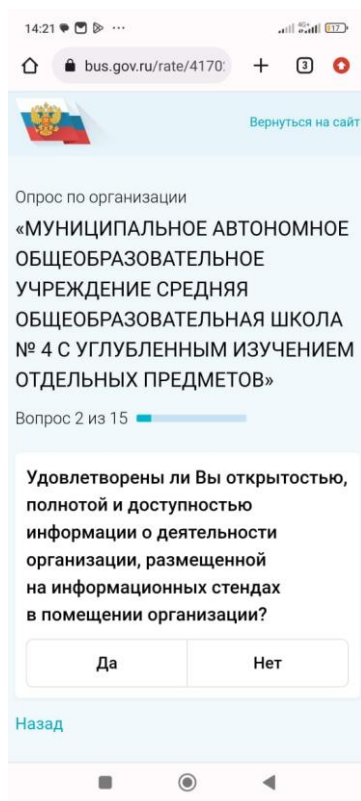 14:21
4G+
17
bus.gov.ru/rate/4170
3
Вернуться на сайт
Опрос по организации
«МУНИЦИПАЛЬНОЕ АВТОНОМНОЕ
ОБЩЕОБРАЗОВАТЕЛЬНОЕ
УЧРЕЖДЕНИЕ СРЕДНЯЯ
ОБЩЕОБРАЗОВАТЕЛЬНАЯ ШКОЛА
№ 4 С УГЛУБЛЕННЫМ ИЗУЧЕНИЕМ
ОТДЕЛЬНЫХ ПРЕДМЕТОВ»
Вопрос 2 из 15
Удовлетворены ли Вы открытостью,
полнотой и доступностью
информации о деятельности
организации, размещенной
на информационных стендах
в помещении организации?
Да
Нет
Назад